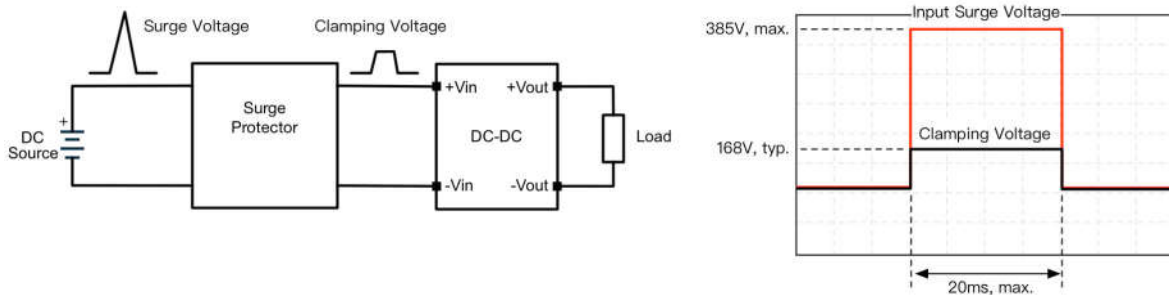 Surge Voltage
Clamping Voltage
+
DC
Source
Surge
Protector
+Vin
+Vout
DC-DC
-Vin
-Vout
Load
Input Surge Voltage
385V, max.
Clamping Voltage
168V, typ.
20ms, max.